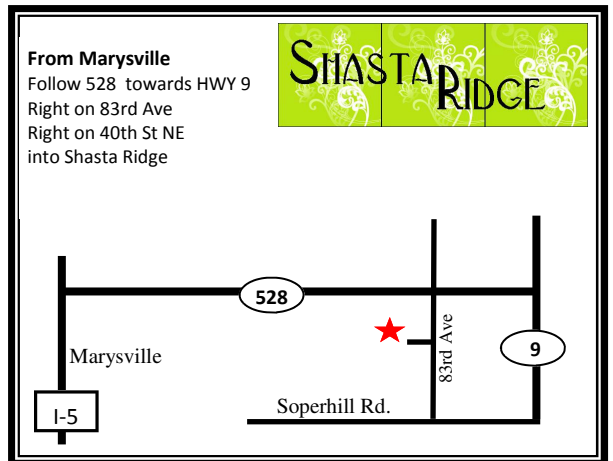 From Marysville
Follow 528 towards HWY 9
Right on 83rd Ave
Right on 40th St NE
into Shasta Ridge
SHASTA RIDGE
528
Marysville
83rd Ave
9
I-5
Soperhill Rd.